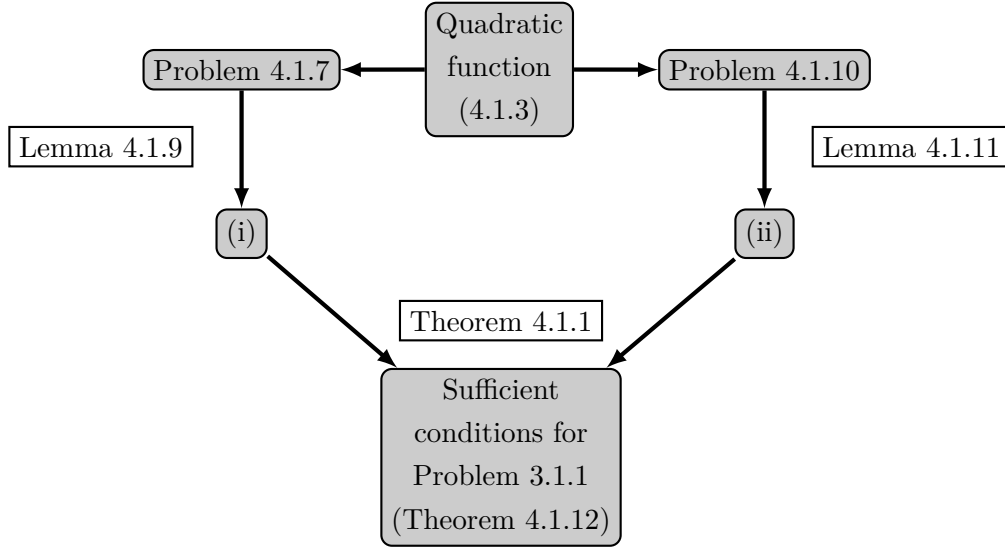 Quadratic
function
(4.1.3)
Problem 4.1.7
Problem 4.1.10
Lemma 4.1.9
Lemma 4.1.11
(i)
(ii)
Theorem 4.1.1
Sufficient
conditions for
Problem 3.1.1
(Theorem 4.1.12)